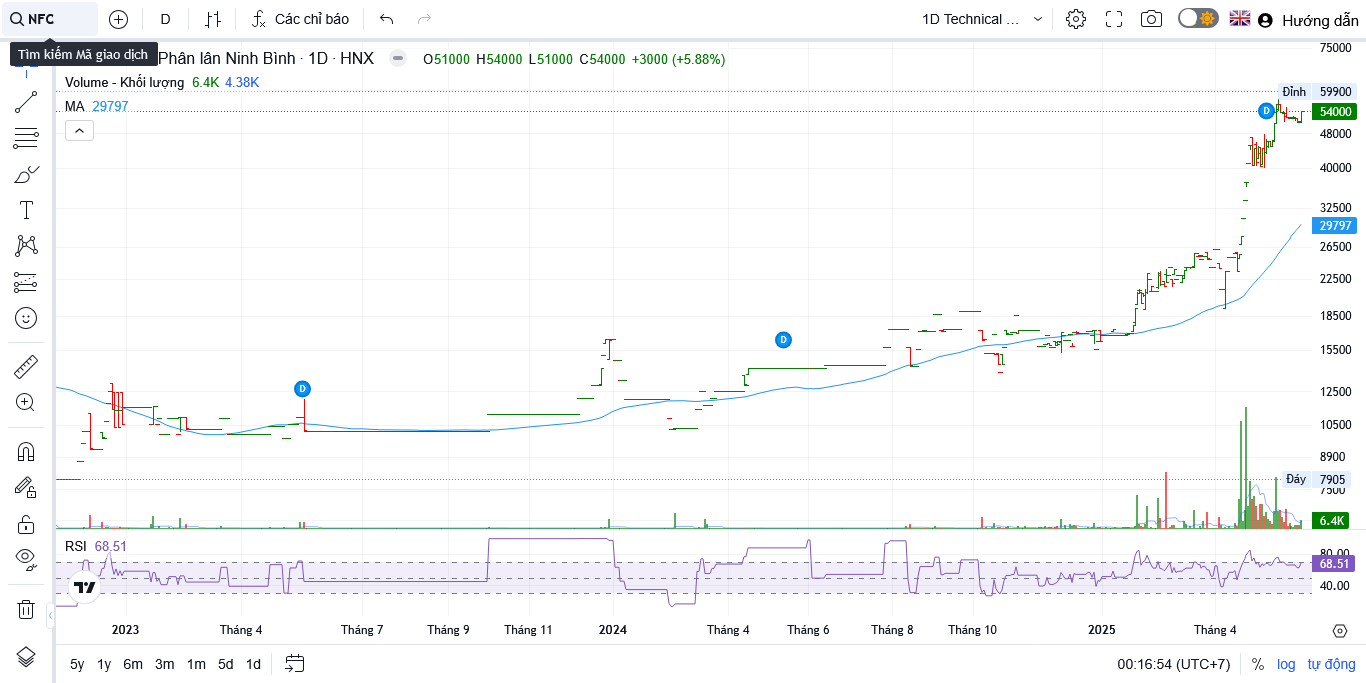 NFC D Các chỉ báo 1D Technical ... Hướng dẫn
Tìm kiếm Mã giao dịch
Phân lân Ninh Bình · 1D · HNX O51000 H54000 L51000 C54000 +3000 (+5.88%)
Volume - Khối lượng 6.4K 4.38K
MA 29797
75000
Đỉnh 59900
D
54000
48000
40000
32500
29797
26500
22500
18500
D
15500
D
12500
10500
8900
Đáy 7905
7500
6.4K
RSI 68.51
80.00
68.51
40.00
2023 Tháng 4 Tháng 7 Tháng 9 Tháng 11 2024 Tháng 4 Tháng 6 Tháng 8 Tháng 10 2025 Tháng 4
5y 1y 6m 3m 1m 5d 1d 00:16:54 (UTC+7) % log tự động